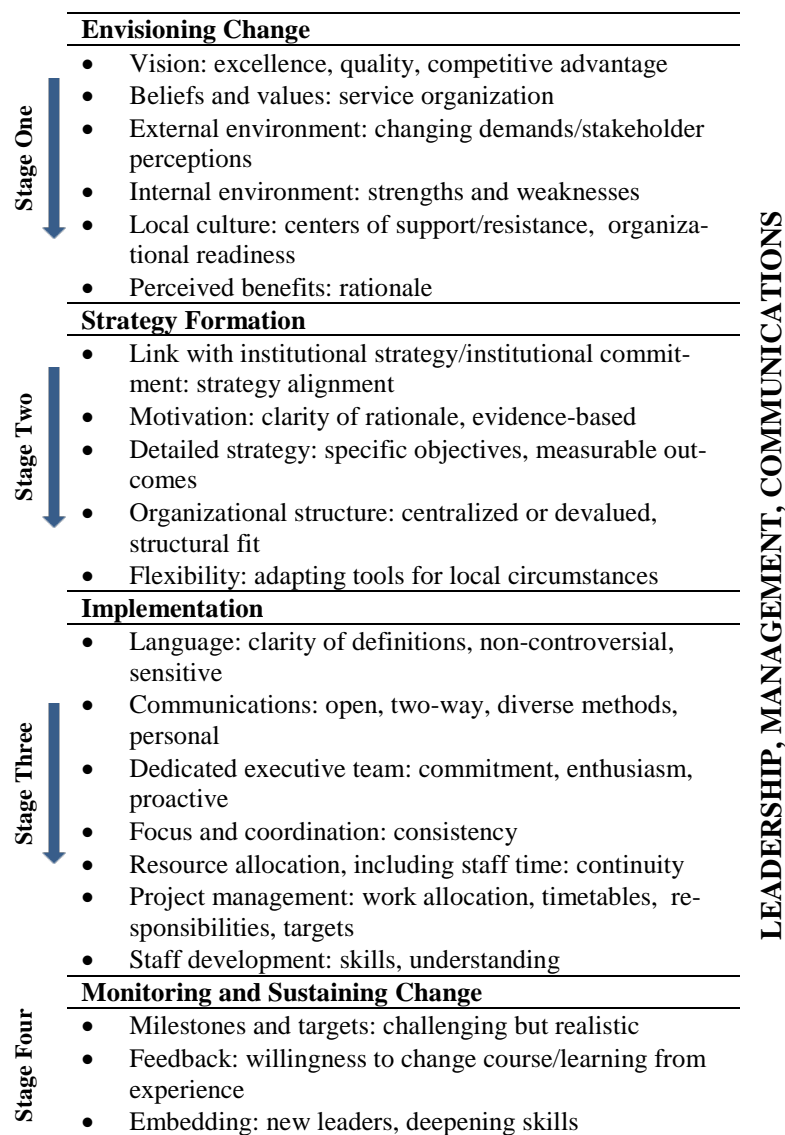 Envisioning Change
• Vision: excellence, quality, competitive advantage
• Beliefs and values: service organization
• External environment: changing demands/stakeholder
perceptions
• Internal environment: strengths and weaknesses
• Local culture: centers of support/resistance, organiza-
tional readiness
• Perceived benefits: rationale
Stage One
Strategy Formation
• Link with institutional strategy/institutional commit-
ment: strategy alignment
• Motivation: clarity of rationale, evidence-based
• Detailed strategy: specific objectives, measurable out-
comes
• Organizational structure: centralized or devalued,
structural fit
• Flexibility: adapting tools for local circumstances
Stage Two
Implementation
• Language: clarity of definitions, non-controversial,
sensitive
• Communications: open, two-way, diverse methods,
personal
• Dedicated executive team: commitment, enthusiasm,
proactive
• Focus and coordination: consistency
• Resource allocation, including staff time: continuity
• Project management: work allocation, timetables, re-
sponsibilities, targets
• Staff development: skills, understanding
Stage Three
Monitoring and Sustaining Change
• Milestones and targets: challenging but realistic
• Feedback: willingness to change course/learning from
experience
• Embedding: new leaders, deepening skills
Stage Four
LEADERSHIP, MANAGEMENT, COMMUNICATIONS